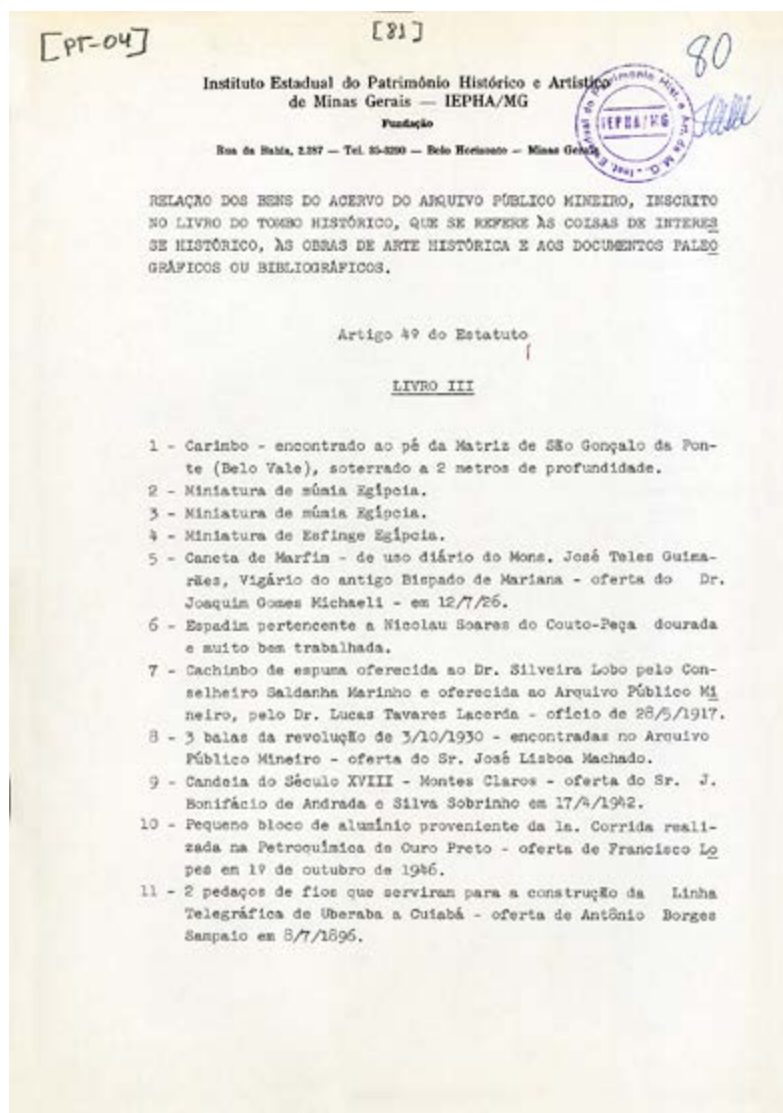 [PT-04]
[81]
80
Instituto Estadual do Patrimônio Histórico e Artístico
de Minas Gerais — IEPHA/MG
Fundação
Rua da Bahia, 2.287 — Tel. 35-3290 — Belo Horizonte — Minas Gerais
IEPHA/MG
RELAÇÃO DOS BENS DO ACERVO DO ARQUIVO PÚBLICO MINEIRO, INSCRITO
NO LIVRO DO TOMBO HISTÓRICO, QUE SE REFERE ÀS COISAS DE INTERES
SE HISTÓRICO, ÀS OBRAS DE ARTE HISTÓRICA E AOS DOCUMENTOS PALEO
GRÁFICOS OU BIBLIOGRÁFICOS.
Artigo 4º do Estatuto
LIVRO III
1 - Carimbo - encontrado ao pé da Matriz de São Gonçalo da Pon-
te (Belo Vale), soterrado a 2 metros de profundidade.
2 - Miniatura de múmia Egípcia.
3 - Miniatura de múmia Egípcia.
4 - Miniatura de Esfinge Egípcia.
5 - Caneta de Marfim - de uso diário do Mons. José Teles Guima-
rães, Vigário do antigo Bispado de Mariana - oferta do Dr.
Joaquim Gomes Michaeli - em 12/7/26.
6 - Espadim pertencente a Nicolau Soares do Couto-Peça dourada
e muito bem trabalhada.
7 - Cachimbo de espuma oferecida ao Dr. Silveira Lobo pelo Con-
selheiro Saldanha Marinho e oferecida ao Arquivo Público Mi
neiro, pelo Dr. Lucas Tavares Lacerda - ofício de 28/5/1917.
8 - 3 balas da revolução de 3/10/1930 - encontradas no Arquivo
Público Mineiro - oferta do Sr. José Lisboa Machado.
9 - Candeia do Século XVIII - Montes Claros - oferta do Sr. J.
Bonifácio de Andrada e Silva Sobrinho em 17/4/1942.
10 - Pequeno bloco de alumínio proveniente da 1a. Corrida reali-
zada na Petroquímica de Ouro Preto - oferta de Francisco Lo
pes em 1º de outubro de 1946.
11 - 2 pedaços de fios que serviram para a construção da Linha
Telegráfica de Uberaba a Cuiabá - oferta de Antônio Borges
Sampaio em 8/7/1896.